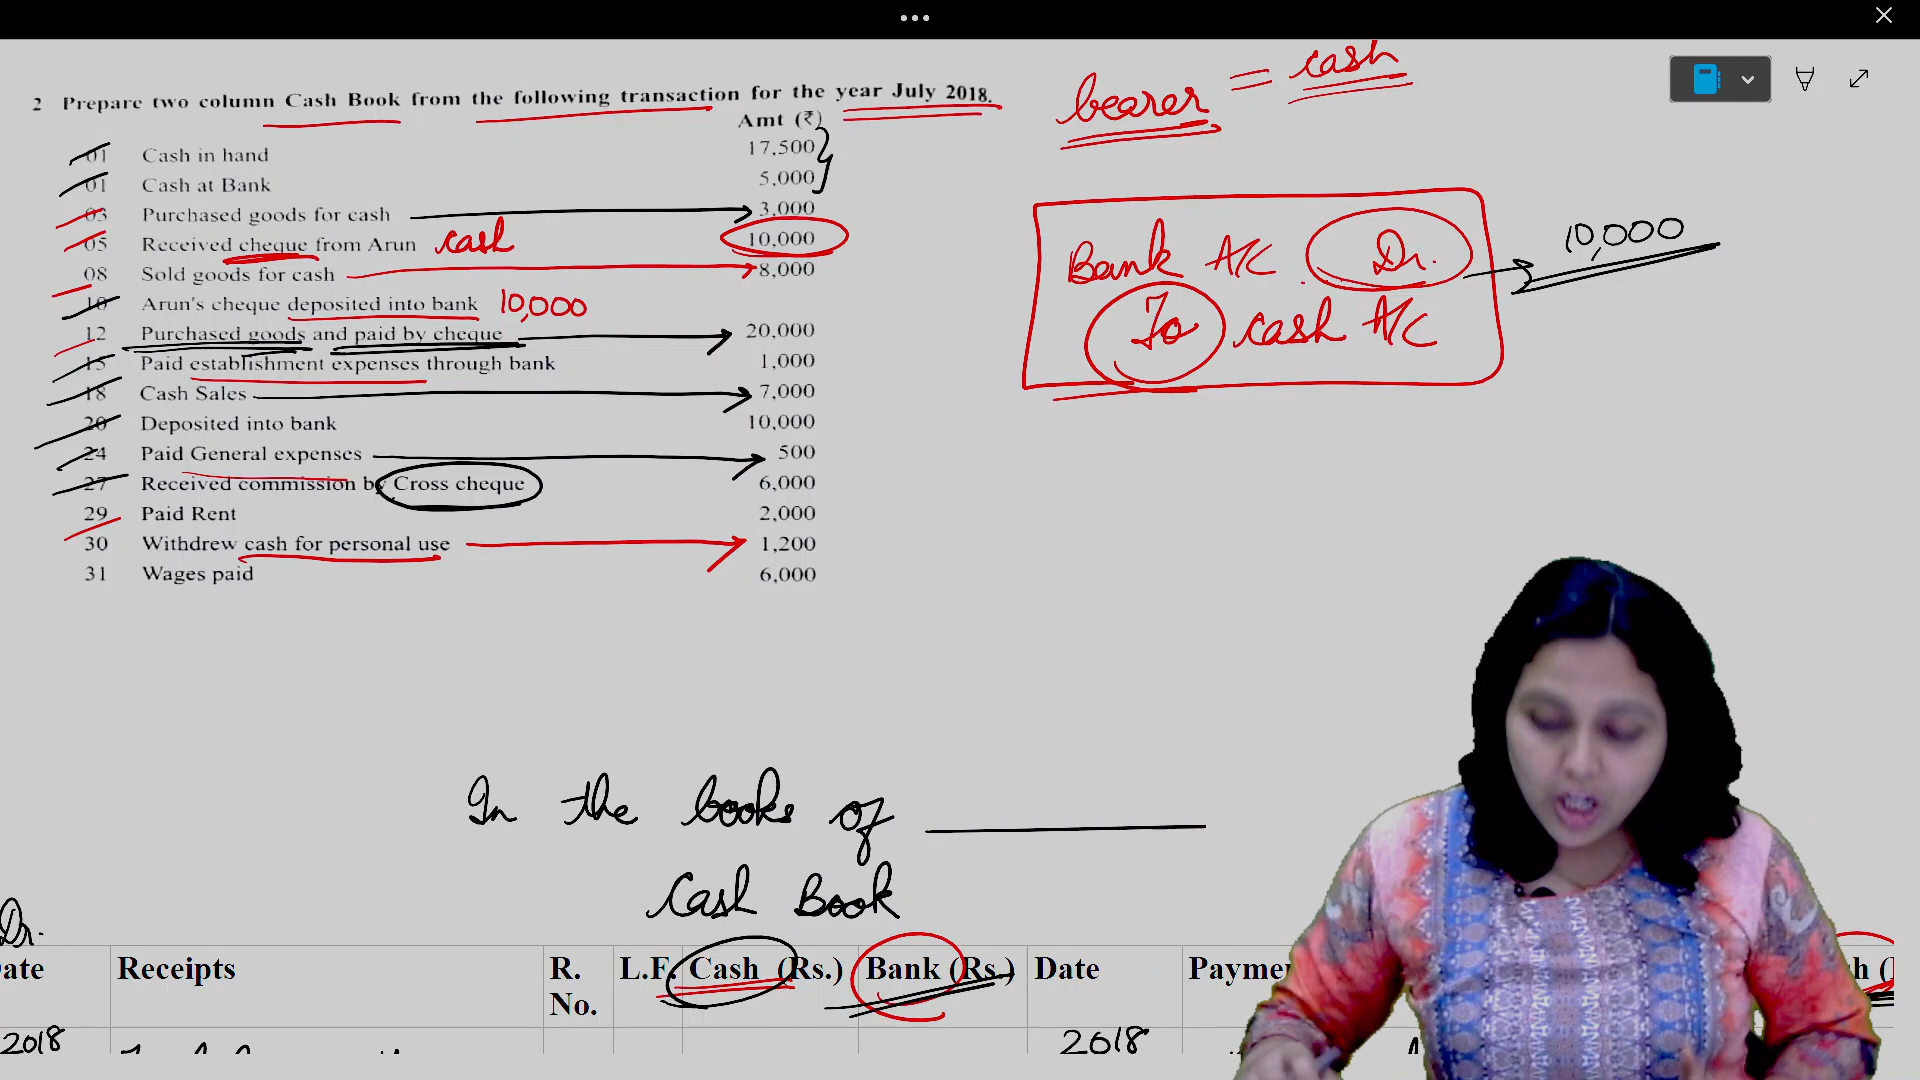 2 Prepare two column Cash Book from the following transaction for the year July 2018.
Amt (₹)
01 Cash in hand 17,500
01 Cash at Bank 5,000
03 Purchased goods for cash 3,000
05 Received cheque from Arun cash 10,000
08 Sold goods for cash 8,000
10 Arun's cheque deposited into bank 10,000
12 Purchased goods and paid by cheque 20,000
15 Paid establishment expenses through bank 1,000
18 Cash Sales 7,000
20 Deposited into bank 10,000
24 Paid General expenses 500
27 Received commission by Cross cheque 6,000
29 Paid Rent 2,000
30 Withdrew cash for personal use 1,200
31 Wages paid 6,000
bearer = cash
Bank A/C Dr. 10,000
To cash A/C
In the books of
Cash Book
Dr.
ate Receipts R. No. L.F. Cash (Rs.) Bank (Rs.) Date Payme
2018 2018